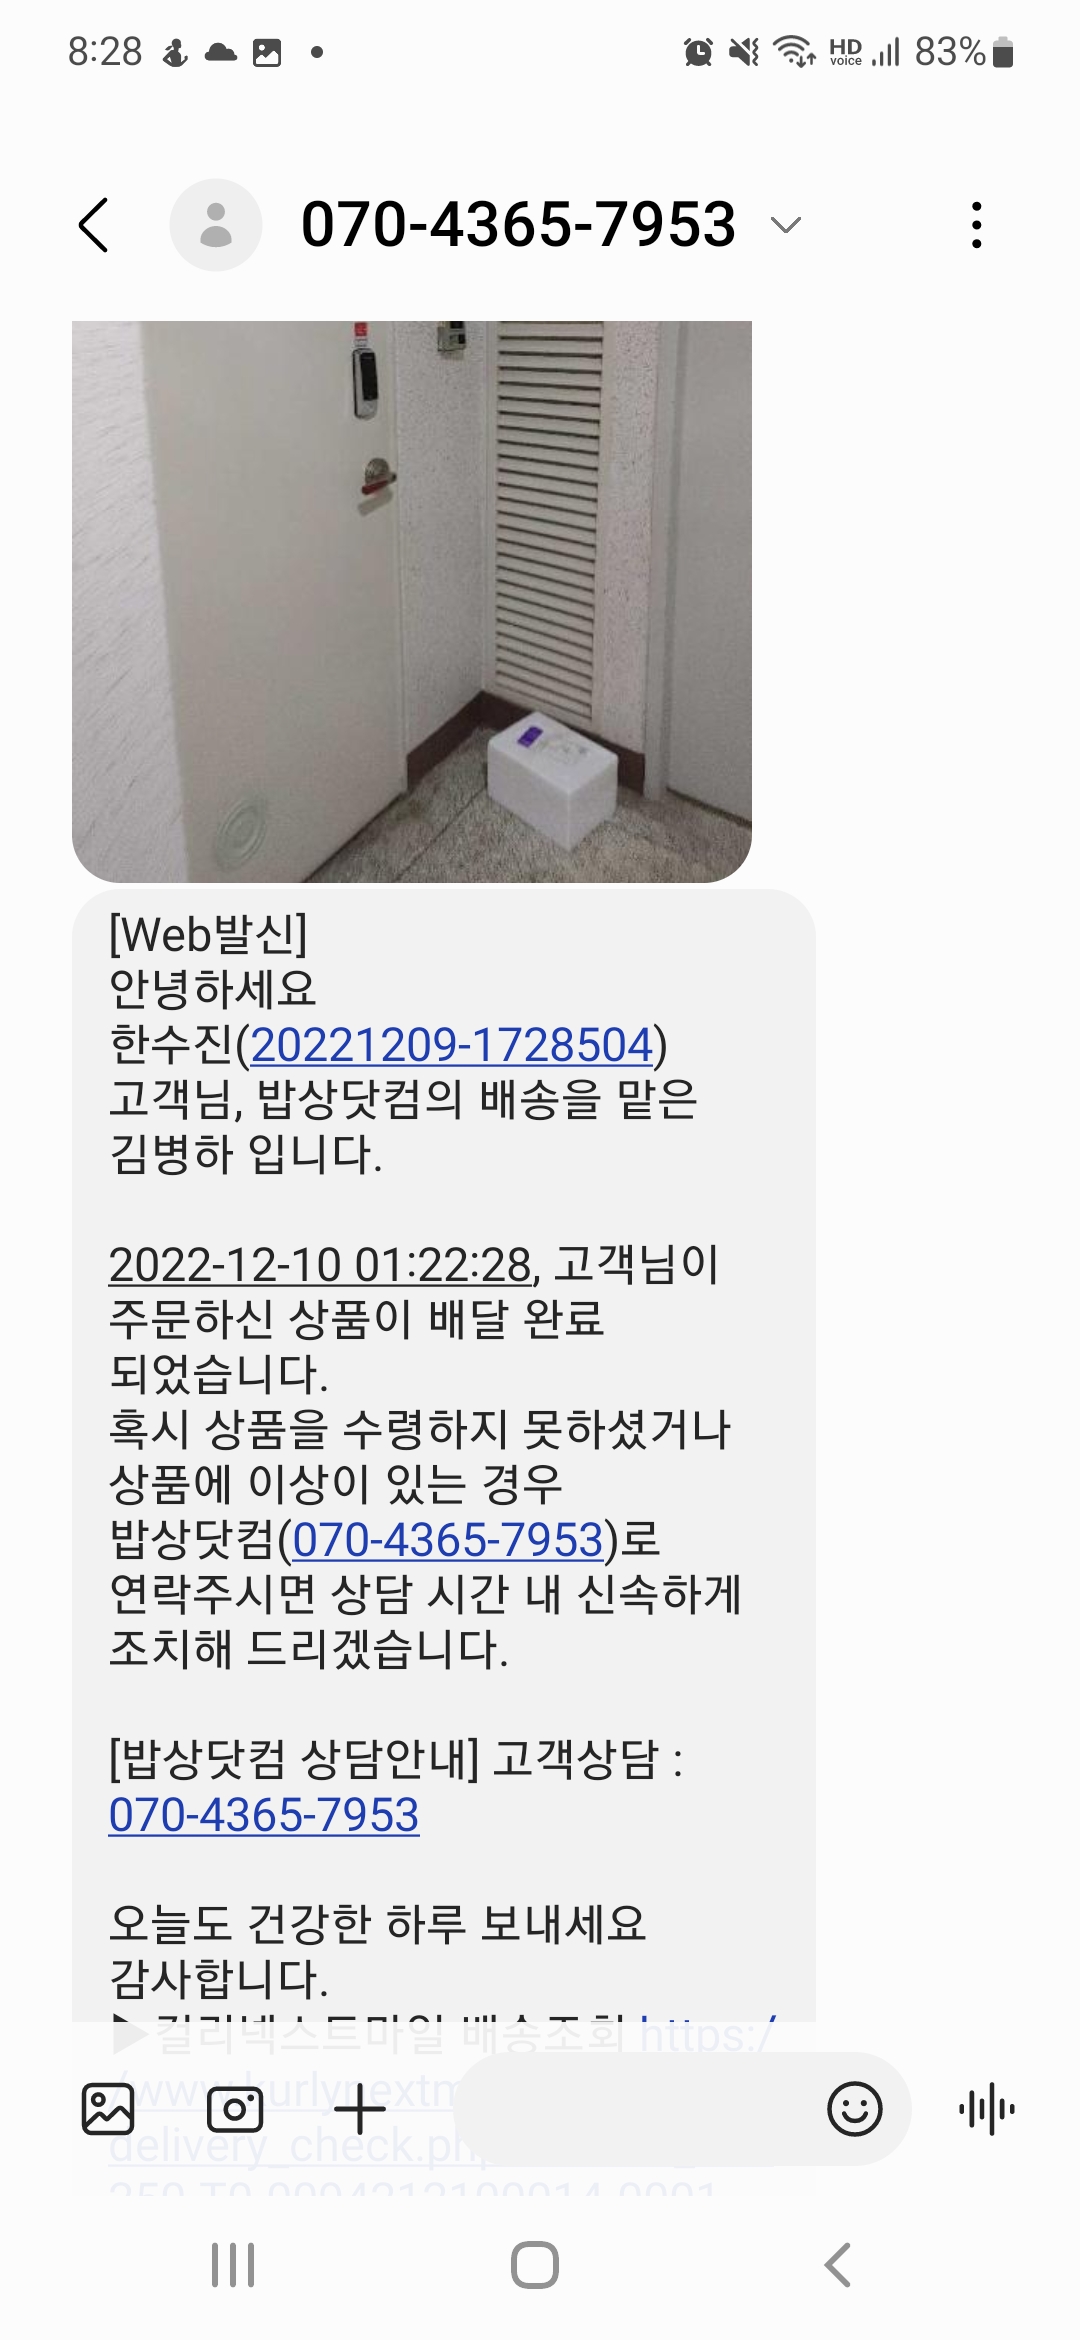 8:28
HD voice
83%
070-4365-7953
[Web발신]
안녕하세요
한수진(20221209-1728504)
고객님, 밥상닷컴의 배송을 맡은
김병하 입니다.
2022-12-10 01:22:28, 고객님이
주문하신 상품이 배달 완료
되었습니다.
혹시 상품을 수령하지 못하셨거나
상품에 이상이 있는 경우
밥상닷컴(070-4365-7953)로
연락주시면 상담 시간 내 신속하게
조치해 드리겠습니다.
[밥상닷컴 상담안내] 고객상담 :
070-4365-7953
오늘도 건강한 하루 보내세요
감사합니다.
▶컬리넥스트마일 배송조회 https:/
/www.kurlynextm
delivery_check.ph